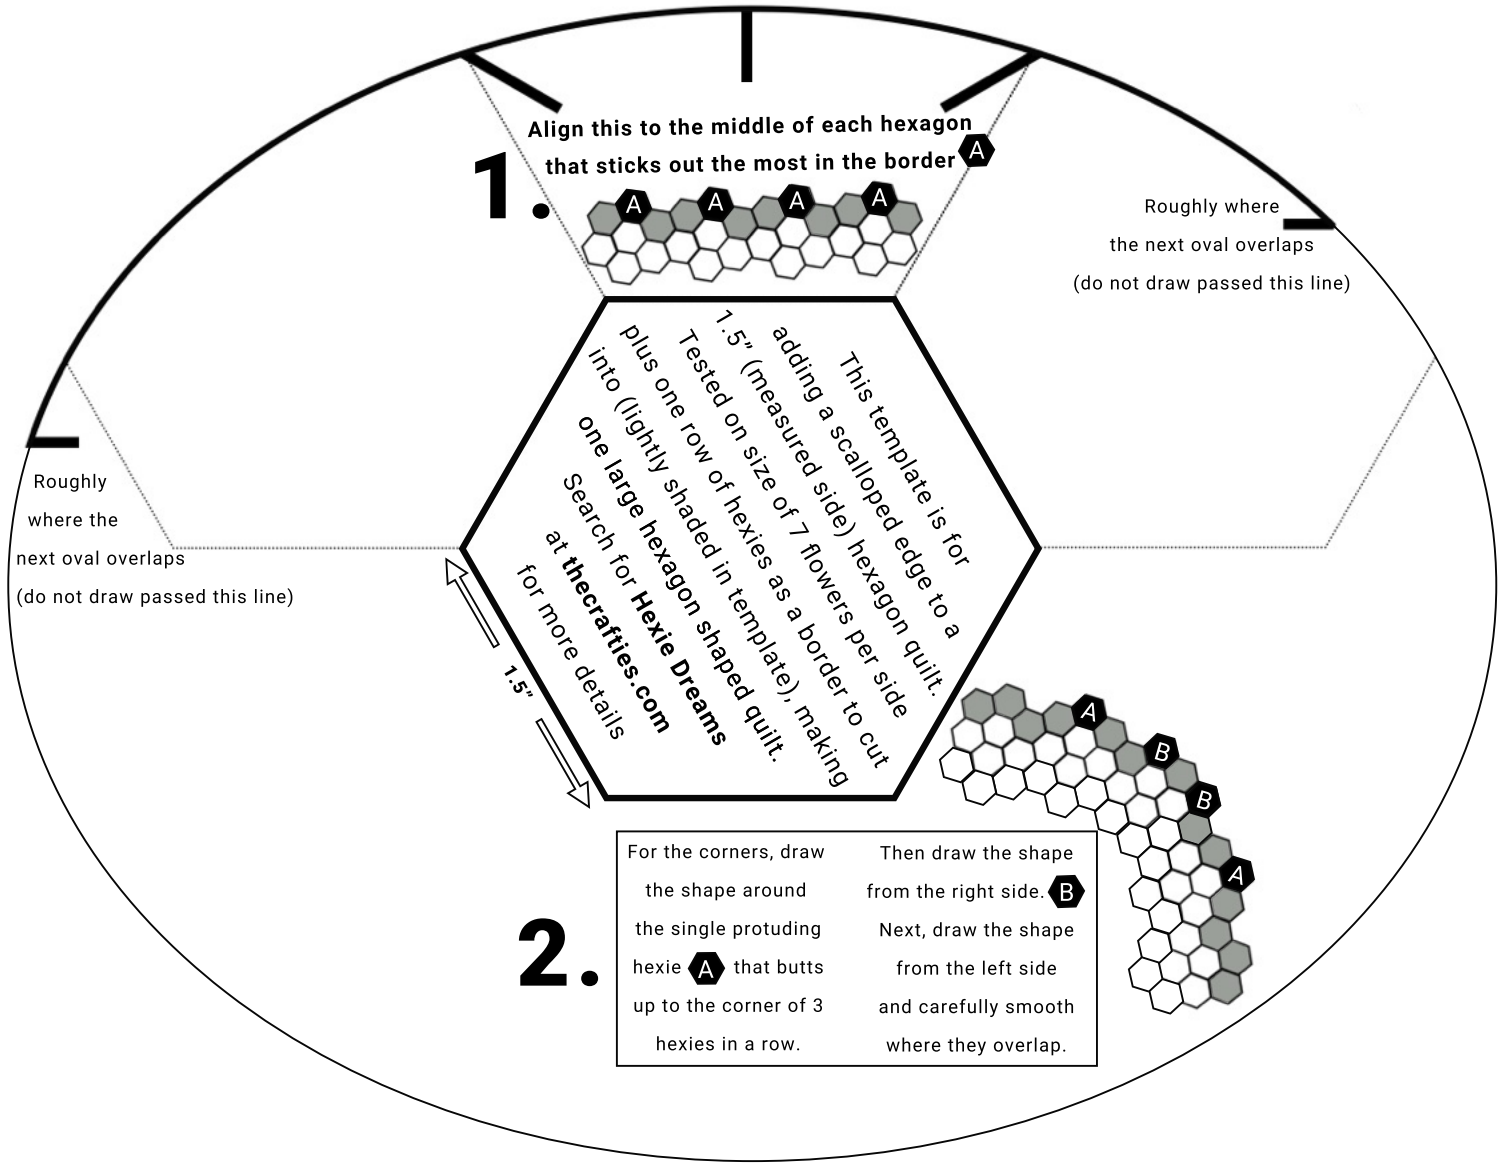 Align this to the middle of each hexagon
that sticks out the most in the border A
1.
A A A A
Roughly where
the next oval overlaps
(do not draw passed this line)
Roughly
where the
next oval overlaps
(do not draw passed this line)
This template is for
adding a scalloped edge to a
1.5" (measured side) hexagon quilt.
Tested on size of 7 flowers per side
plus one row of hexies as a border to cut
into (lightly shaded in template), making
one large hexagon shaped quilt.
Search for Hexie Dreams
at thecrafties.com
for more details
1.5"
A
B
B
A
2.
For the corners, draw
the shape around
the single protuding
hexie A that butts
up to the corner of 3
hexies in a row.
Then draw the shape
from the right side. B
Next, draw the shape
from the left side
and carefully smooth
where they overlap.